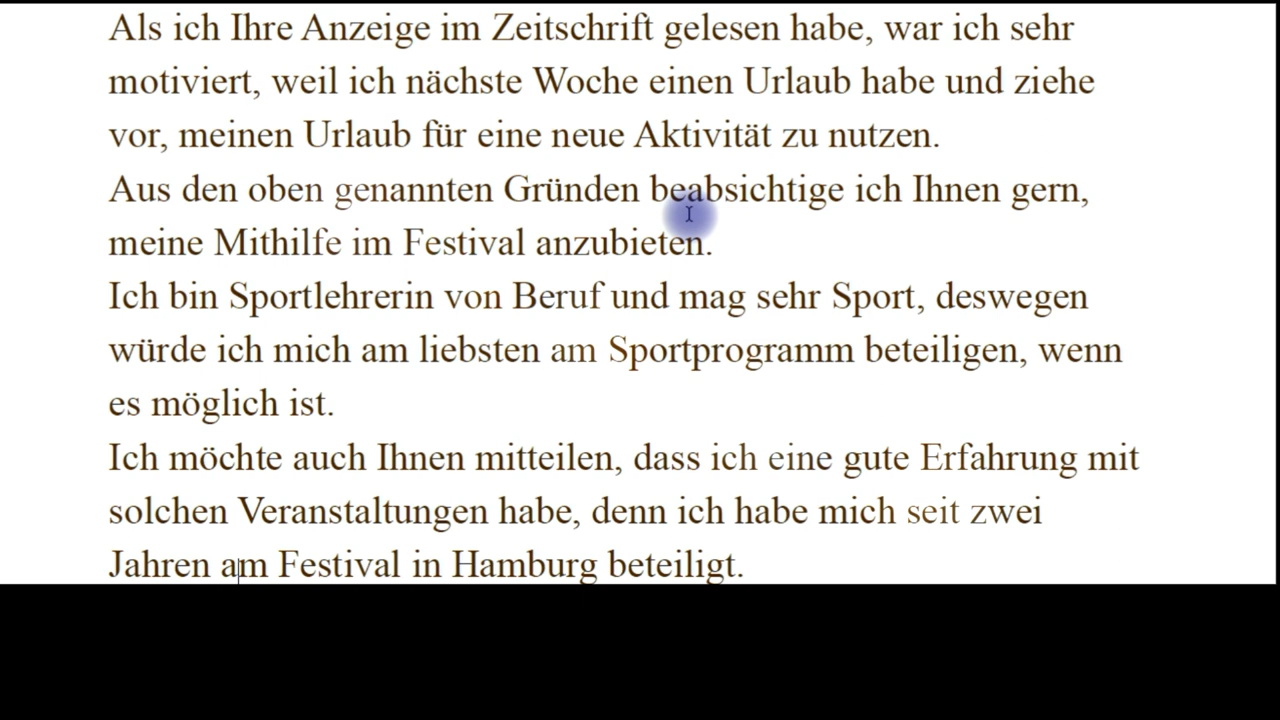 Als ich Ihre Anzeige im Zeitschrift gelesen habe, war ich sehr
motiviert, weil ich nächste Woche einen Urlaub habe und ziehe
vor, meinen Urlaub für eine neue Aktivität zu nutzen.
Aus den oben genannten Gründen beabsichtige ich Ihnen gern,
meine Mithilfe im Festival anzubieten.
Ich bin Sportlehrerin von Beruf und mag sehr Sport, deswegen
würde ich mich am liebsten am Sportprogramm beteiligen, wenn
es möglich ist.
Ich möchte auch Ihnen mitteilen, dass ich eine gute Erfahrung mit
solchen Veranstaltungen habe, denn ich habe mich seit zwei
Jahren am Festival in Hamburg beteiligt.